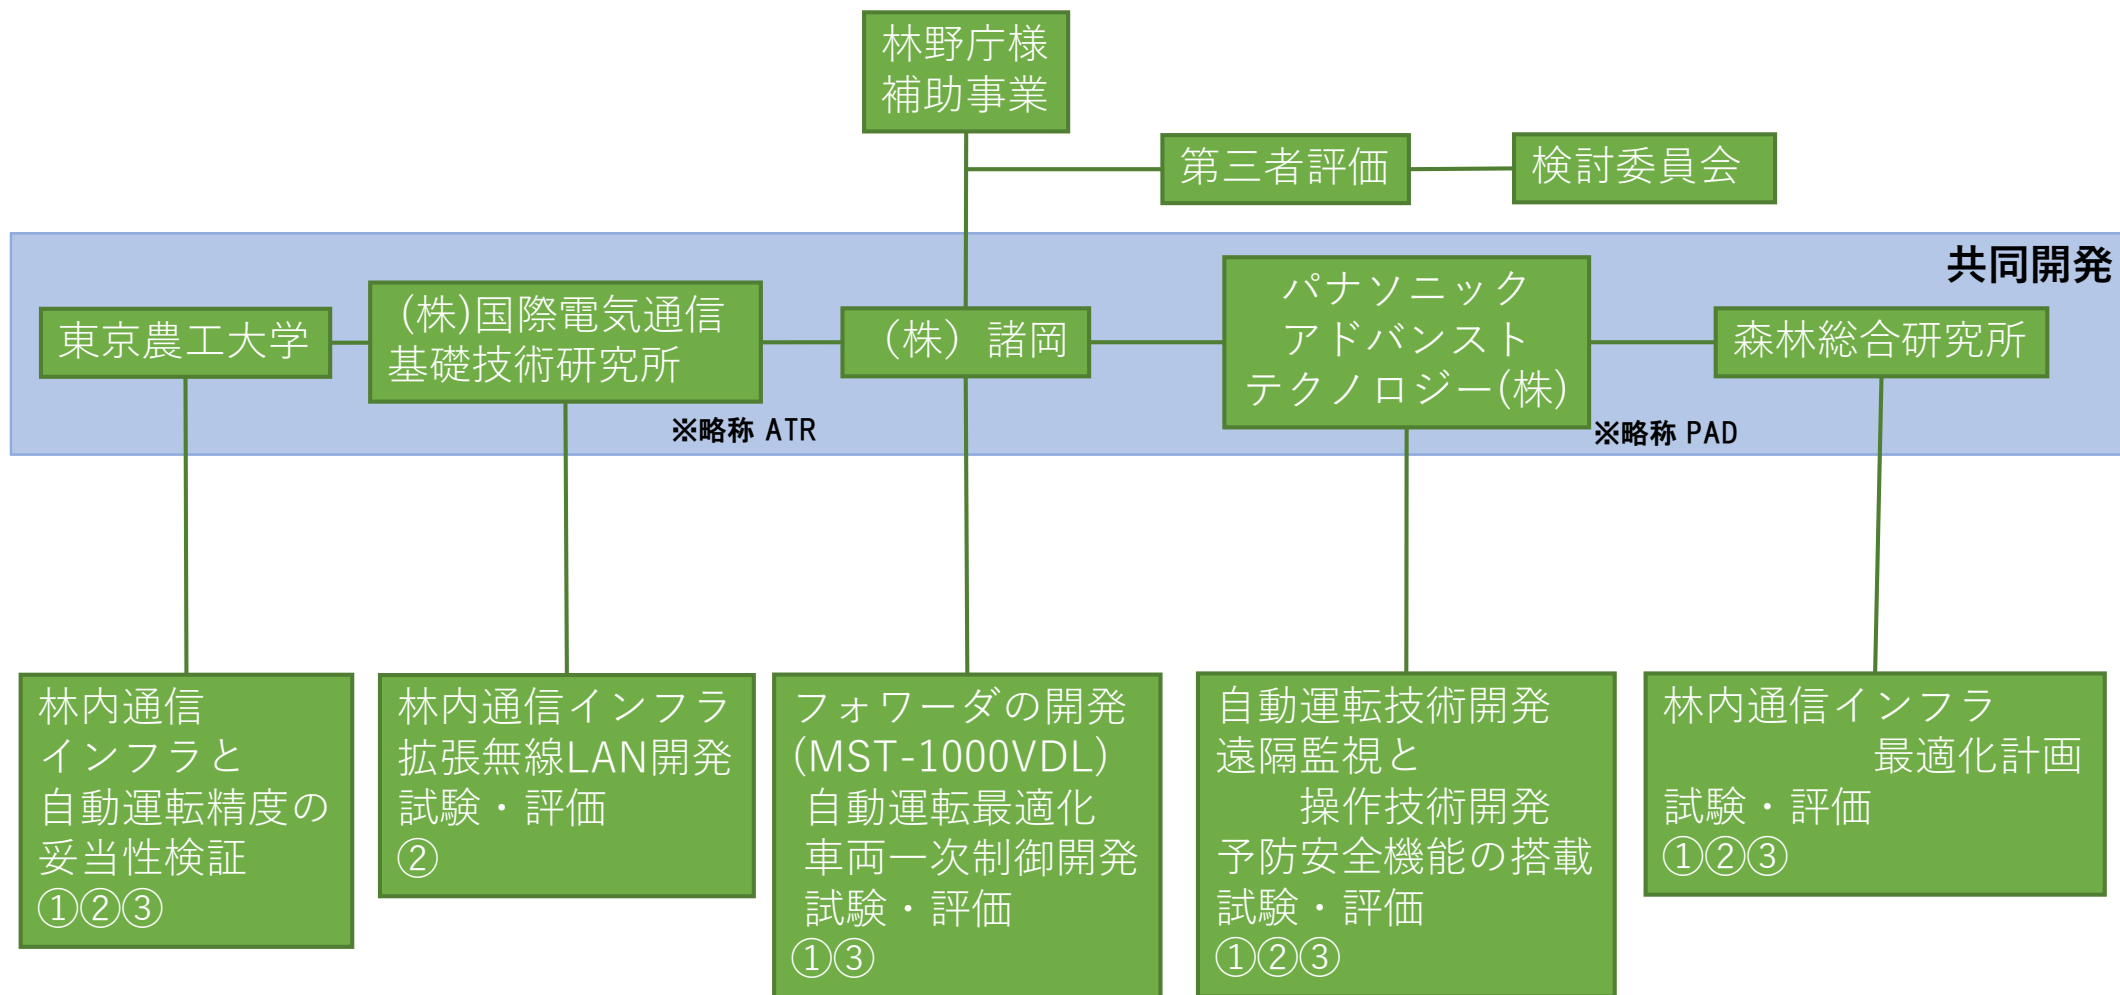 林野庁様
補助事業
第三者評価
検討委員会
共同開発
東京農工大学
(株)国際電気通信
基礎技術研究所
※略称 ATR
（株）諸岡
パナソニック
アドバンスト
テクノロジー(株)
※略称 PAD
森林総合研究所
林内通信
インフラと
自動運転精度の
妥当性検証
①②③
林内通信インフラ
拡張無線LAN開発
試験・評価
②
フォワーダの開発
(MST-1000VDL)
自動運転最適化
車両一次制御開発
試験・評価
①③
自動運転技術開発
遠隔監視と
操作技術開発
予防安全機能の搭載
試験・評価
①②③
林内通信インフラ
最適化計画
試験・評価
①②③